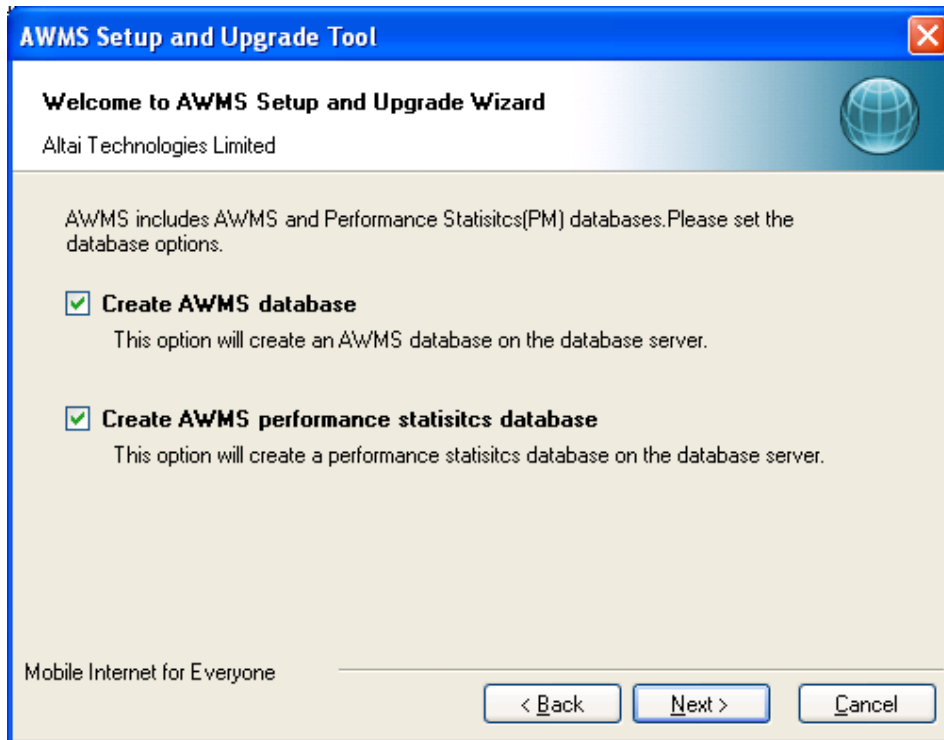 AWMS Setup and Upgrade Tool
Welcome to AWMS Setup and Upgrade Wizard
Altai Technologies Limited
AWMS includes AWMS and Performance Statisitcs(PM) databases.Please set the
database options.
Create AWMS database
This option will create an AWMS database on the database server.
Create AWMS performance statisitcs database
This option will create a performance statisitcs database on the database server.
Mobile Internet for Everyone
< Back
Next >
Cancel